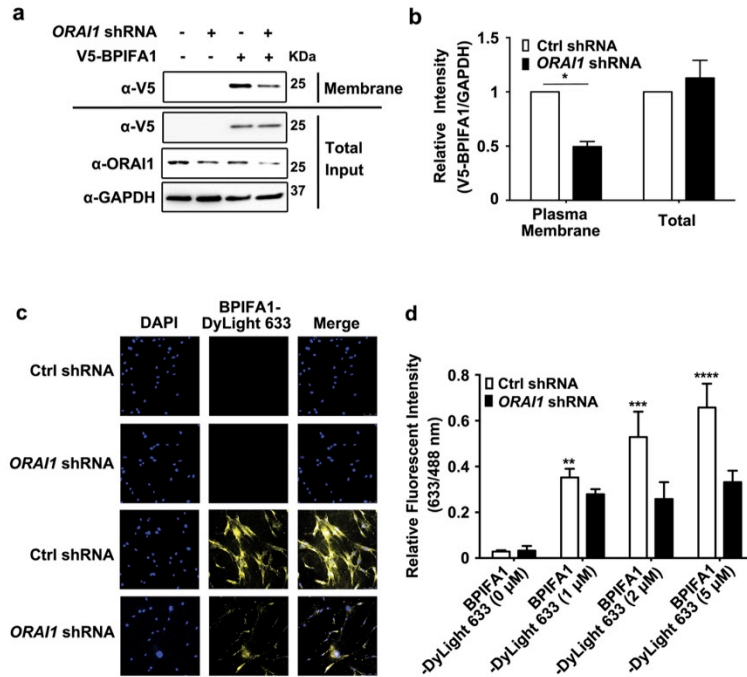 a
ORAI1 shRNA - + - +
V5-BPIFA1 - - + + KDa
α-V5 25 Membrane
α-V5 25
Total
Input
α-ORAI1 25
α-GAPDH 37
b
Ctrl shRNA
ORAI1 shRNA
Relative Intensity
(V5-BPIFA1/GAPDH)
1.5
1
0.5
0
*
Plasma
Membrane
Total
c
DAPI
BPIFA1-
DyLight 633
Merge
Ctrl shRNA
ORAI1 shRNA
Ctrl shRNA
ORAI1 shRNA
d
Relative Fluorescent Intensity
(633/488 nm)
Ctrl shRNA
ORAI1 shRNA
0.8
0.6
0.4
0.2
0
**
***
****
BPIFA1
-DyLight 633 (0 μM)
BPIFA1
-DyLight 633 (1 μM)
BPIFA1
-DyLight 633 (2 μM)
BPIFA1
-DyLight 633 (5 μM)